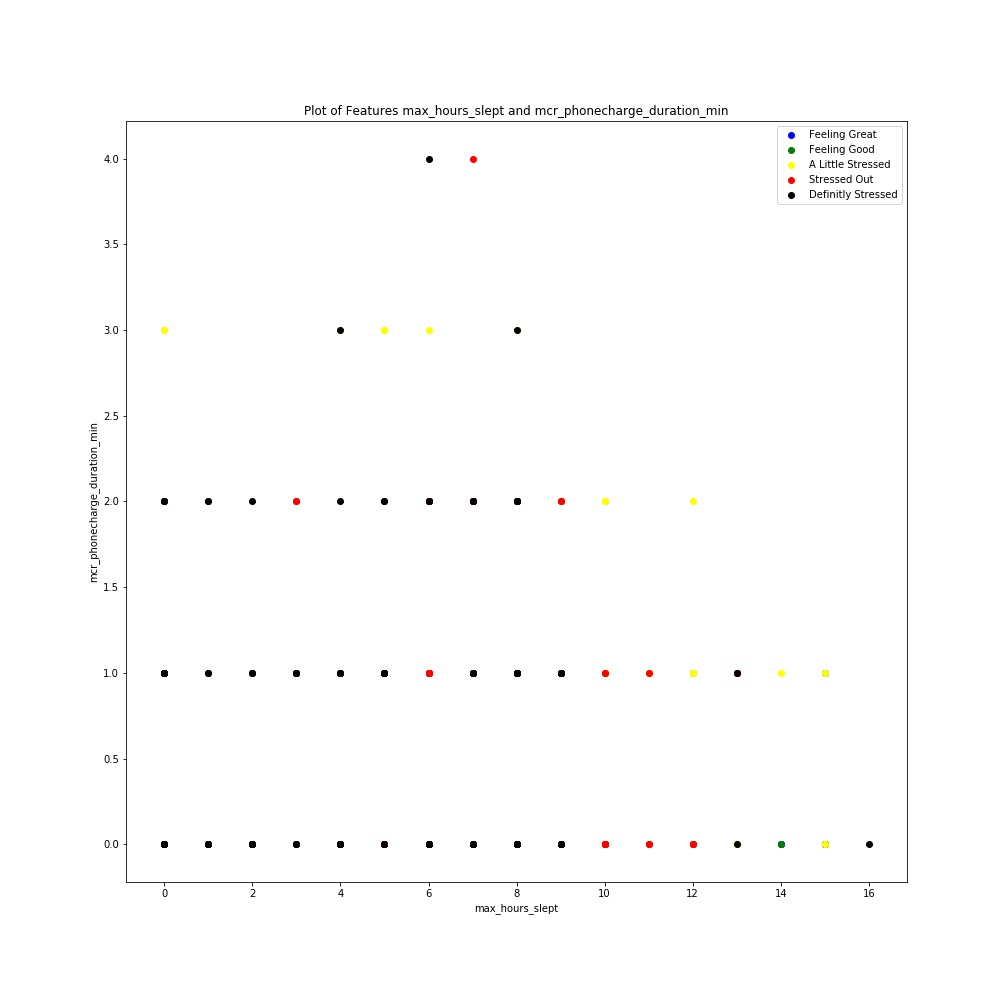 Plot of Features max_hours_slept and mcr_phonecharge_duration_min
Feeling Great
Feeling Good
A Little Stressed
Stressed Out
Definitly Stressed
4.0
3.5
3.0
2.5
2.0
1.5
1.0
0.5
0.0
mcr_phonecharge_duration_min
0 2 4 6 8 10 12 14 16
max_hours_slept